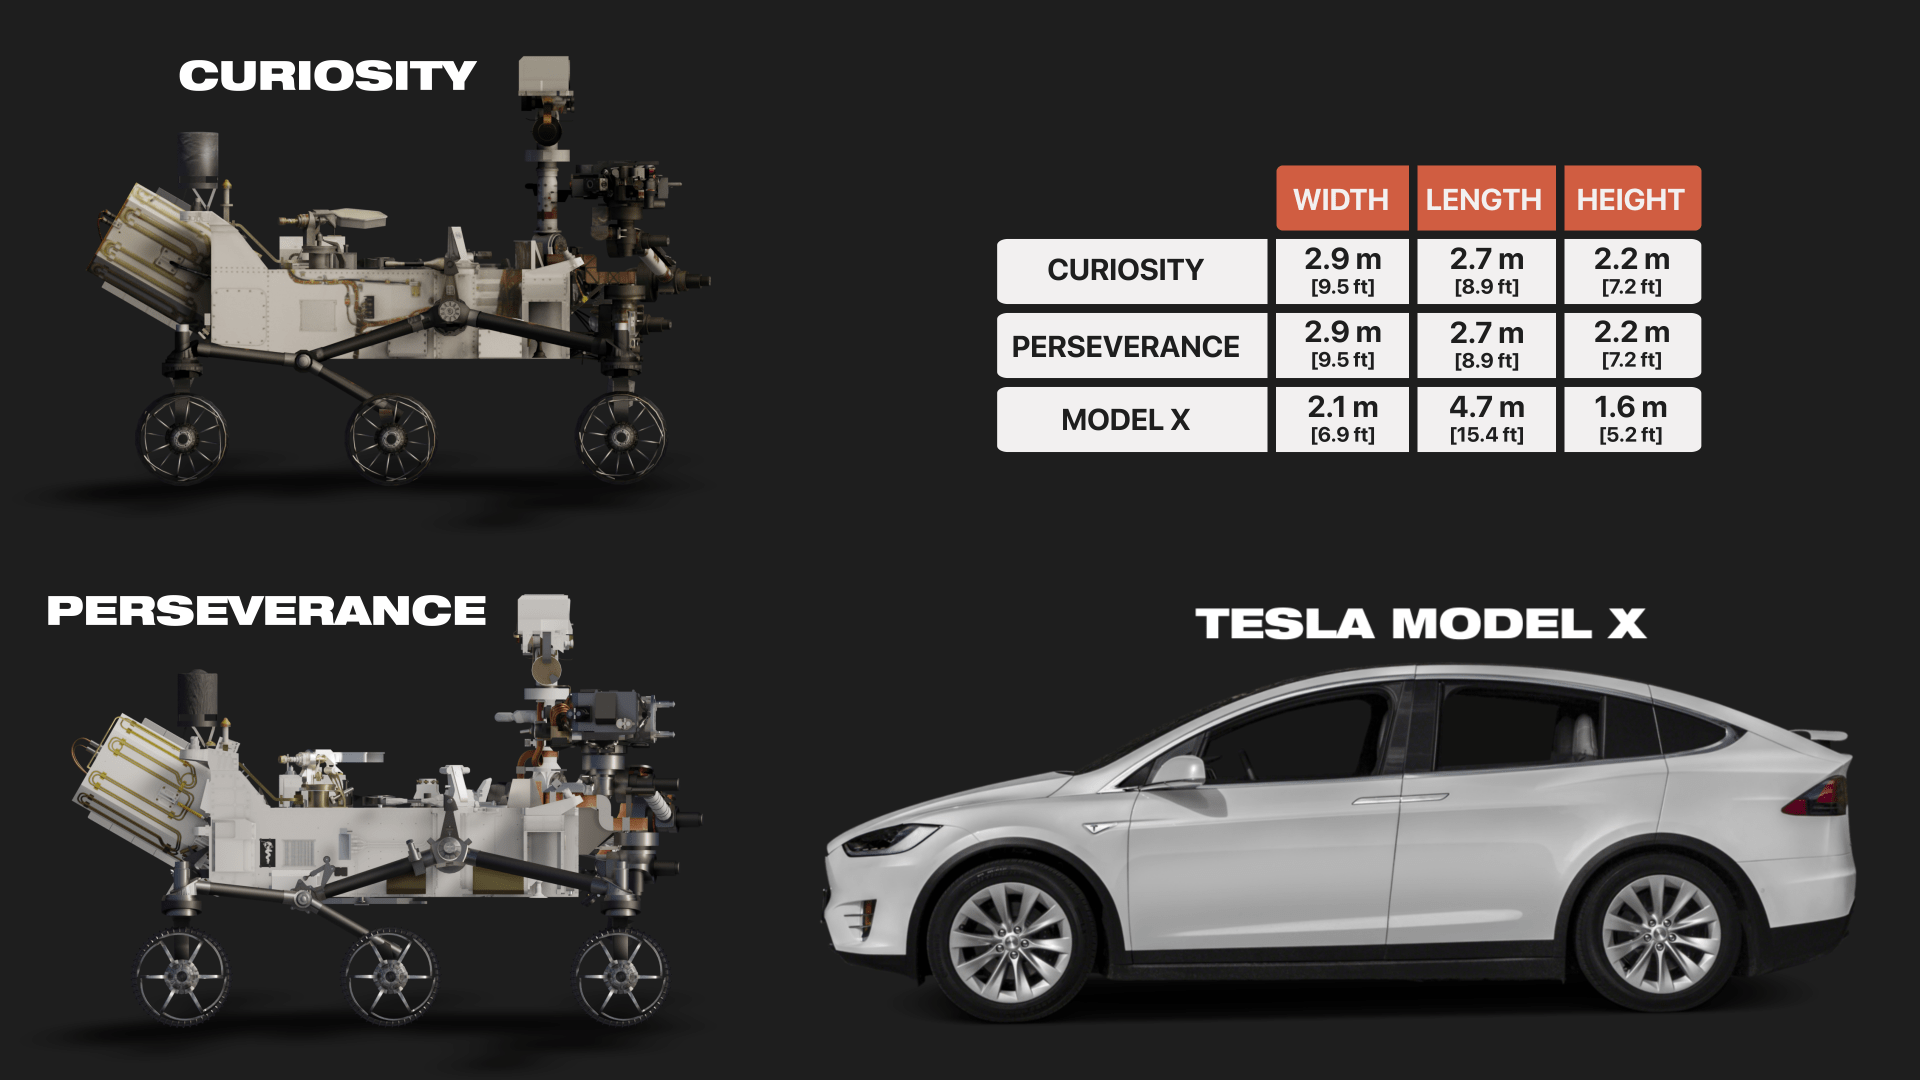 CURIOSITY
WIDTH LENGTH HEIGHT
CURIOSITY 2.9 m 2.7 m 2.2 m
[9.5 ft] [8.9 ft] [7.2 ft]
PERSEVERANCE 2.9 m 2.7 m 2.2 m
[9.5 ft] [8.9 ft] [7.2 ft]
MODEL X 2.1 m 4.7 m 1.6 m
[6.9 ft] [15.4 ft] [5.2 ft]
PERSEVERANCE
TESLA MODEL X